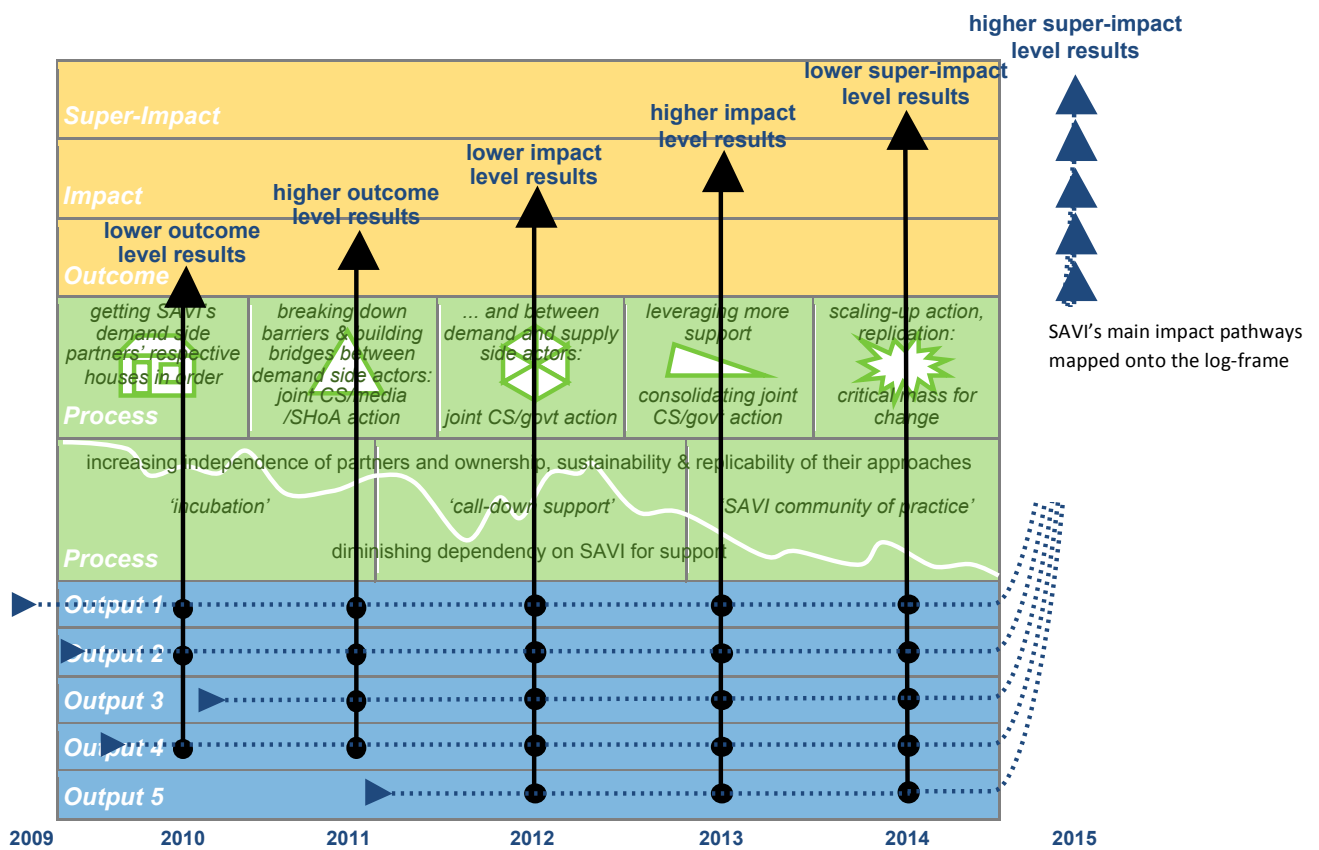 higher super-impact
level results
lower super-impact
level results
Super-Impact
higher impact
level results
lower impact
level results
Impact
higher outcome
level results
lower outcome
level results
Outcome
getting SAVI's
demand side
partners' respective
houses in order
breaking down
barriers & building
bridges between
demand side actors:
joint CS/media
/SHoA action
... and between
demand and supply
side actors:
joint CS/govt action
leveraging more
support
consolidating joint
CS/govt action
scaling-up action,
replication:
critical mass for
change
Process
SAVI's main impact pathways
mapped onto the log-frame
increasing independence of partners and ownership, sustainability & replicability of their approaches
'incubation'
'call-down support'
'SAVI community of practice'
diminishing dependency on SAVI for support
Process
Output 1
Output 2
Output 3
Output 4
Output 5
2009 2010 2011 2012 2013 2014 2015